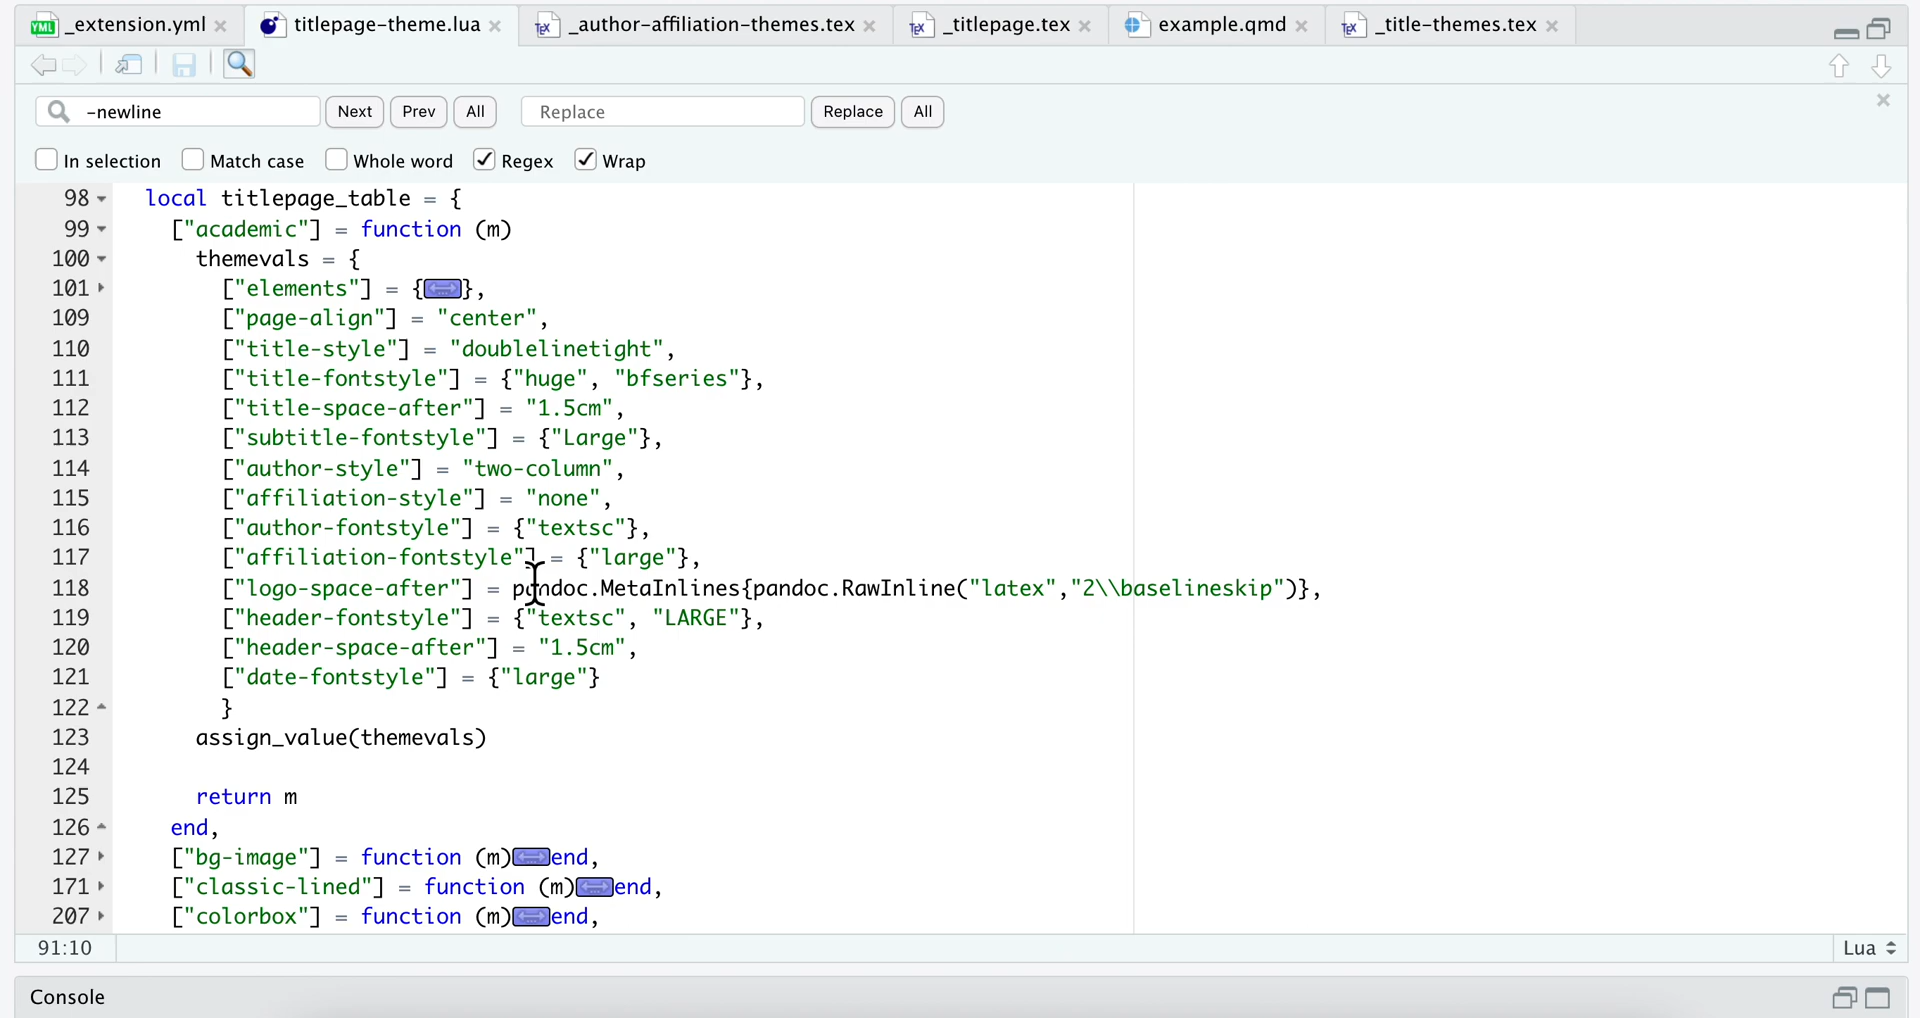 _extension.yml titlepage-theme.lua _author-affiliation-themes.tex _titlepage.tex example.qmd _title-themes.tex
-newline Next Prev All Replace Replace All
In selection Match case Whole word Regex Wrap
98 local titlepage_table = {
99 ["academic"] = function (m)
100 themevals = {
101 ["elements"] = {},
109 ["page-align"] = "center",
110 ["title-style"] = "doublelinetight",
111 ["title-fontstyle"] = {"huge", "bfseries"},
112 ["title-space-after"] = "1.5cm",
113 ["subtitle-fontstyle"] = {"Large"},
114 ["author-style"] = "two-column",
115 ["affiliation-style"] = "none",
116 ["author-fontstyle"] = {"textsc"},
117 ["affiliation-fontstyle"] = {"large"},
118 ["logo-space-after"] = pandoc.MetaInlines{pandoc.RawInline("latex","2\\baselineskip")},
119 ["header-fontstyle"] = {"textsc", "LARGE"},
120 ["header-space-after"] = "1.5cm",
121 ["date-fontstyle"] = {"large"}
122 }
123 assign_value(themevals)
124
125 return m
126 end,
127 ["bg-image"] = function (m)end,
171 ["classic-lined"] = function (m)end,
207 ["colorbox"] = function (m)end,
91:10 Lua
Console